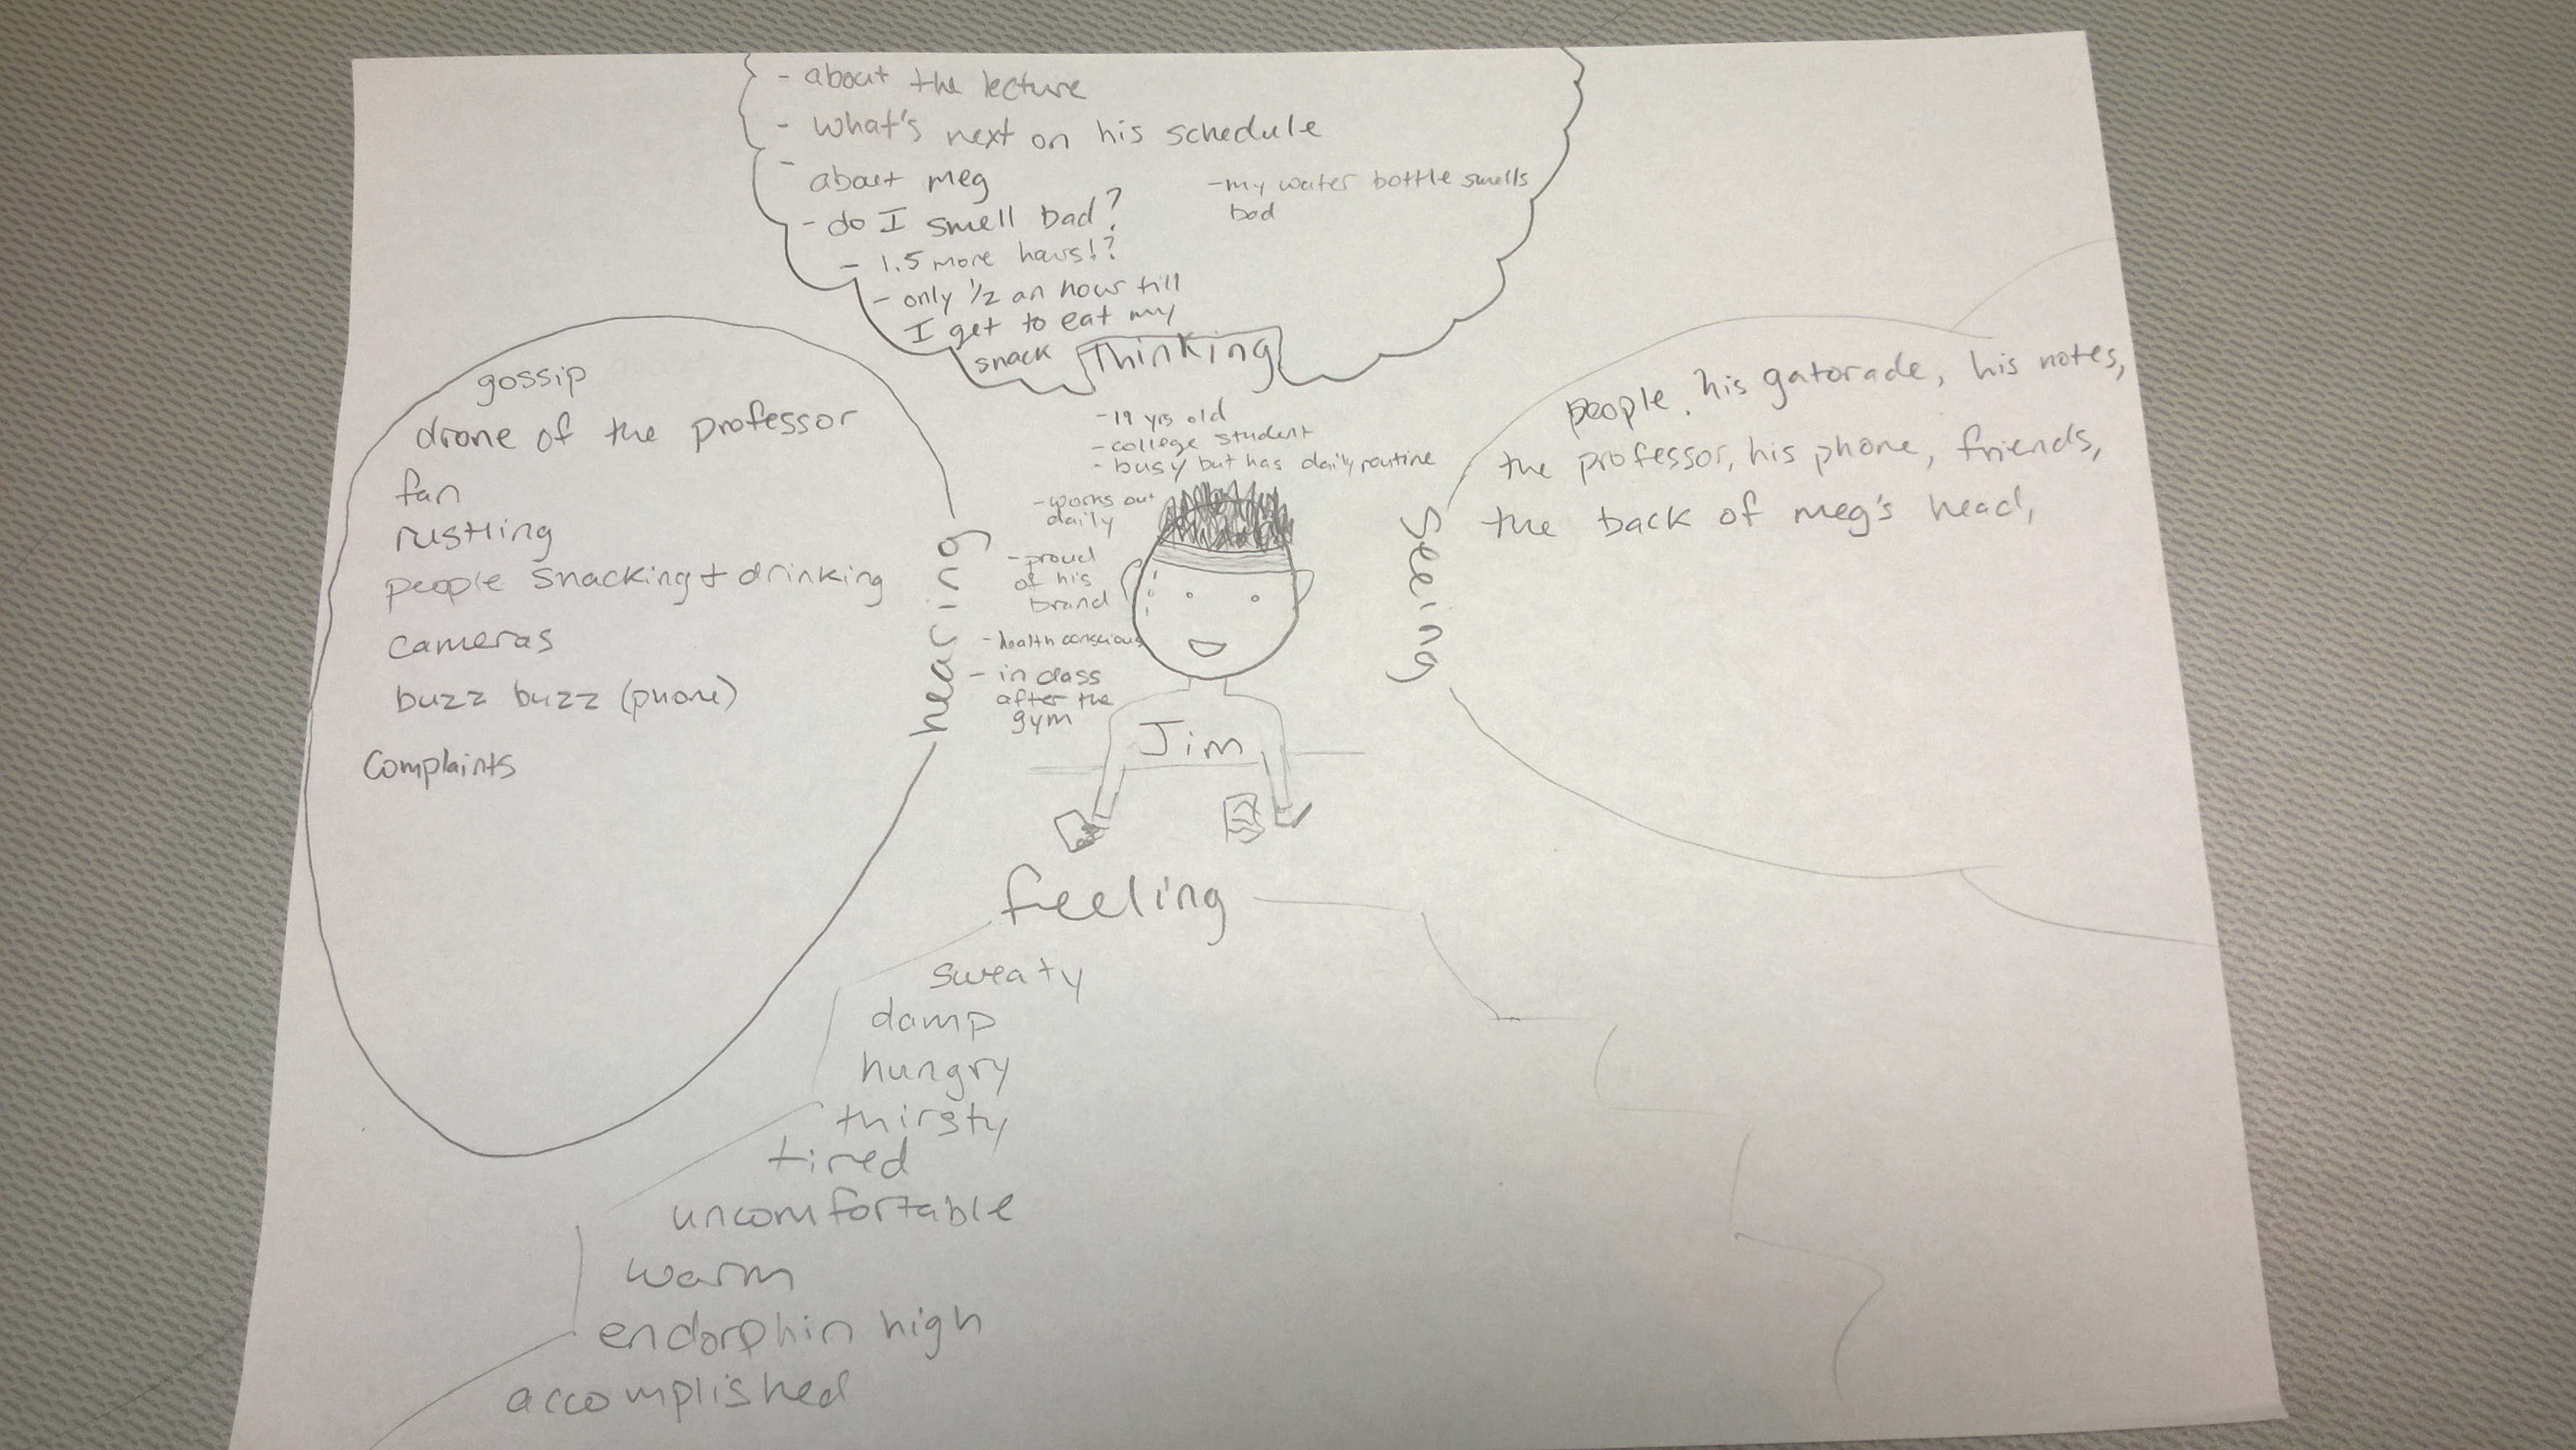 - about the lecture
- what's next on his schedule
- about meg
- my water bottle smells
bad
- do I smell bad?
- 1.5 more hours!?
- only 1/2 an hour till
I get to eat my
snack
Thinking
gossip
drone of the professor
fan
rustling
people snacking + drinking
cameras
buzz buzz (phone)
Complaints
hearing
- 19 yrs old
- college student
- busy but has daily routine
- works out
daily
- proud
of his
brand
- health conscious
- in class
after the
gym
Jim
seeing
people, his gatorade, his notes,
the professor, his phone, friends,
the back of meg's head,
feeling
sweaty
damp
hungry
thirsty
tired
uncomfortable
warm
endorphin high
accomplished